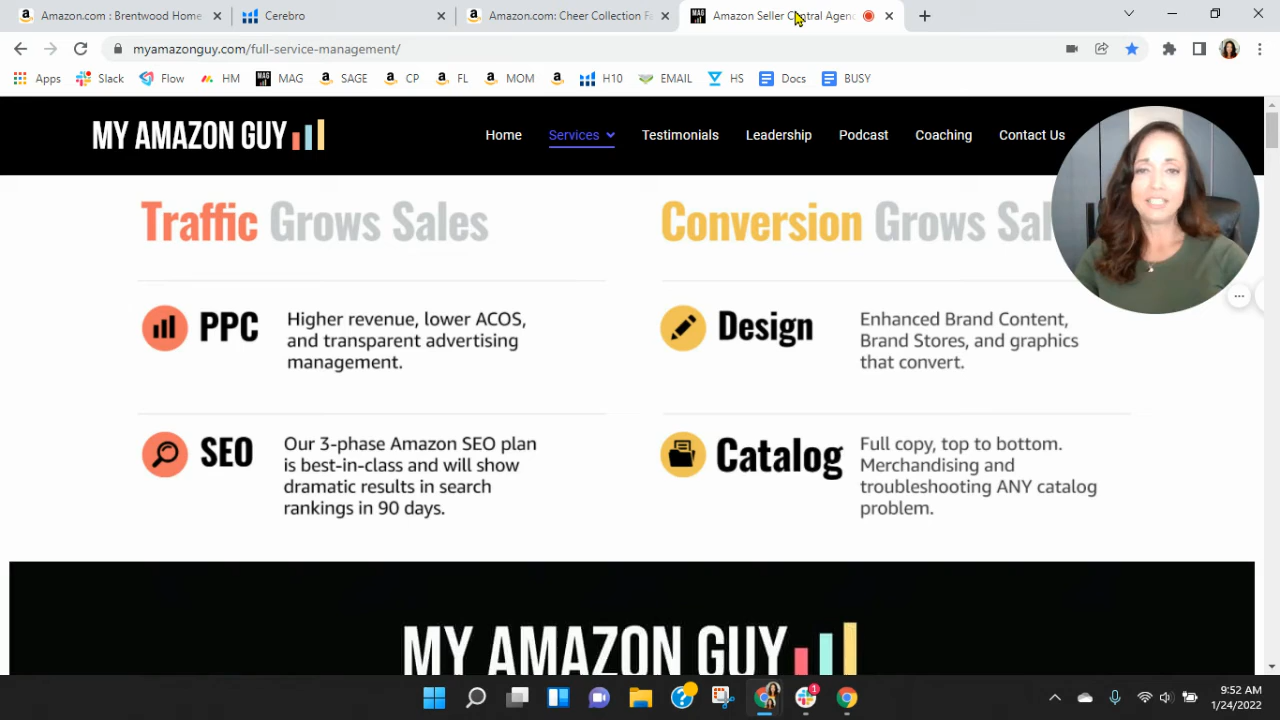 Amazon.com : Brentwood Home
Cerebro
Amazon.com: Cheer Collection Fa
Amazon Seller Central Agenc
myamazonguy.com/full-service-management/
Apps
Slack
Flow
HM
MAG
SAGE
CP
FL
MOM
H10
EMAIL
HS
Docs
BUSY
MY AMAZON GUY
Home
Services
Testimonials
Leadership
Podcast
Coaching
Contact Us
Traffic Grows Sales
PPC
Higher revenue, lower ACOS,
and transparent advertising
management.
SEO
Our 3-phase Amazon SEO plan
is best-in-class and will show
dramatic results in search
rankings in 90 days.
Conversion Grows Sal
Design
Enhanced Brand Content,
Brand Stores, and graphics
that convert.
Catalog
Full copy, top to bottom.
Merchandising and
troubleshooting ANY catalog
problem.
MY AMAZON GUY
1
9:52 AM
1/24/2022